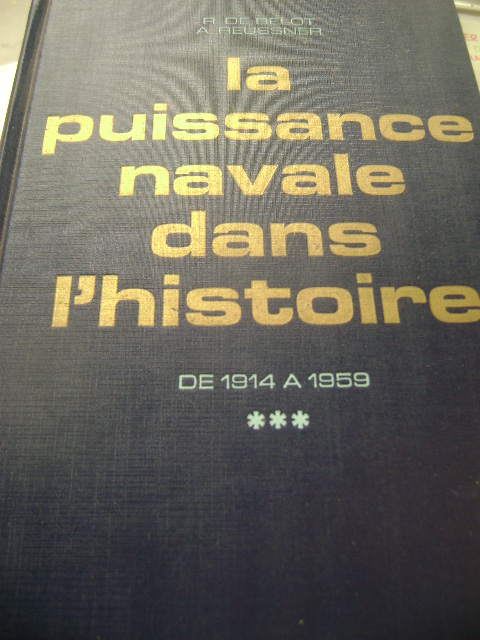 R. DE BELOT
A. REUSSNER
la
puissance
navale
dans
l'histoire
DE 1914 A 1959
***